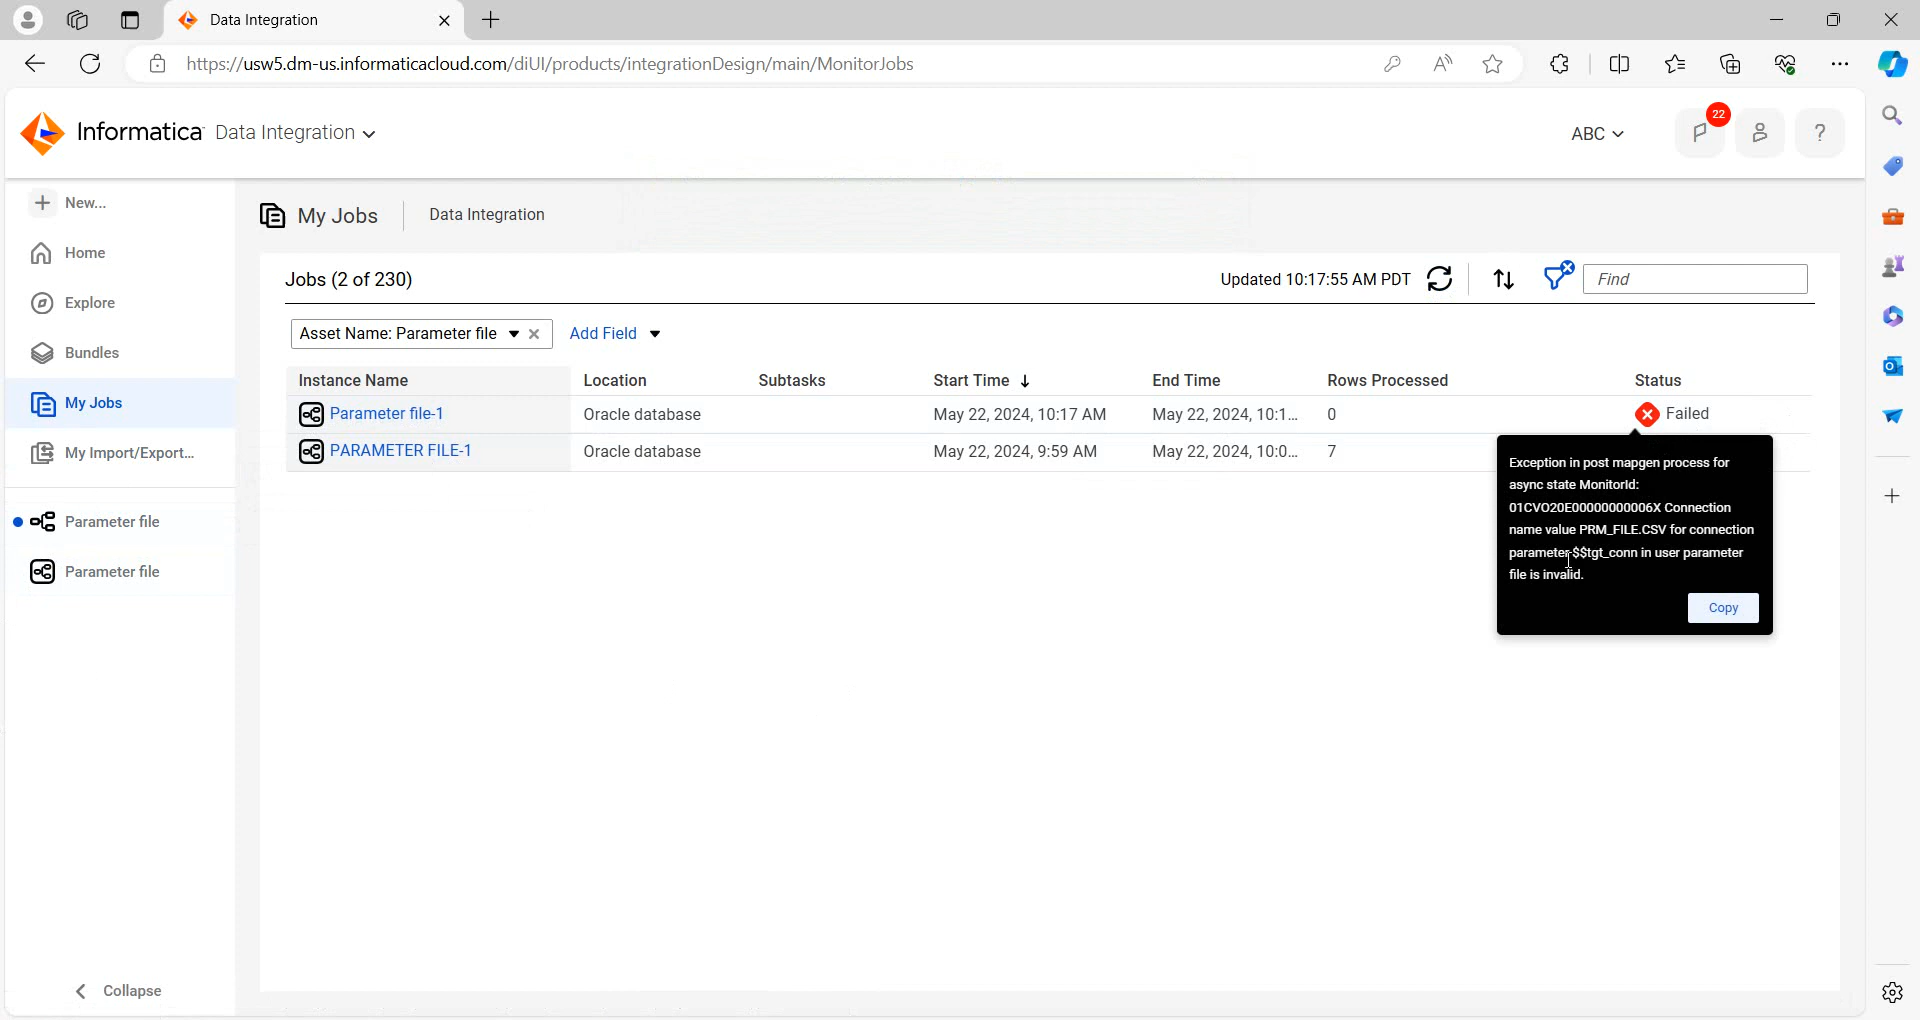 Data Integration
https://usw5.dm-us.informaticacloud.com/diUI/products/integrationDesign/main/MonitorJobs
Informatica Data Integration
ABC
22
?
New...
Home
Explore
Bundles
My Jobs
My Import/Export...
Parameter file
Parameter file
Collapse
My Jobs
Data Integration
Jobs (2 of 230)
Updated 10:17:55 AM PDT
Find
Asset Name: Parameter file
Add Field
Instance Name Location Subtasks Start Time End Time Rows Processed Status
Parameter file-1 Oracle database May 22, 2024, 10:17 AM May 22, 2024, 10:1... 0 Failed
PARAMETER FILE-1 Oracle database May 22, 2024, 9:59 AM May 22, 2024, 10:0... 7
Exception in post mapgen process for
async state MonitorId:
01CVO20E00000000006X Connection
name value PRM_FILE.CSV for connection
parameter-$$tgt_conn in user parameter
file is invalid.
Copy